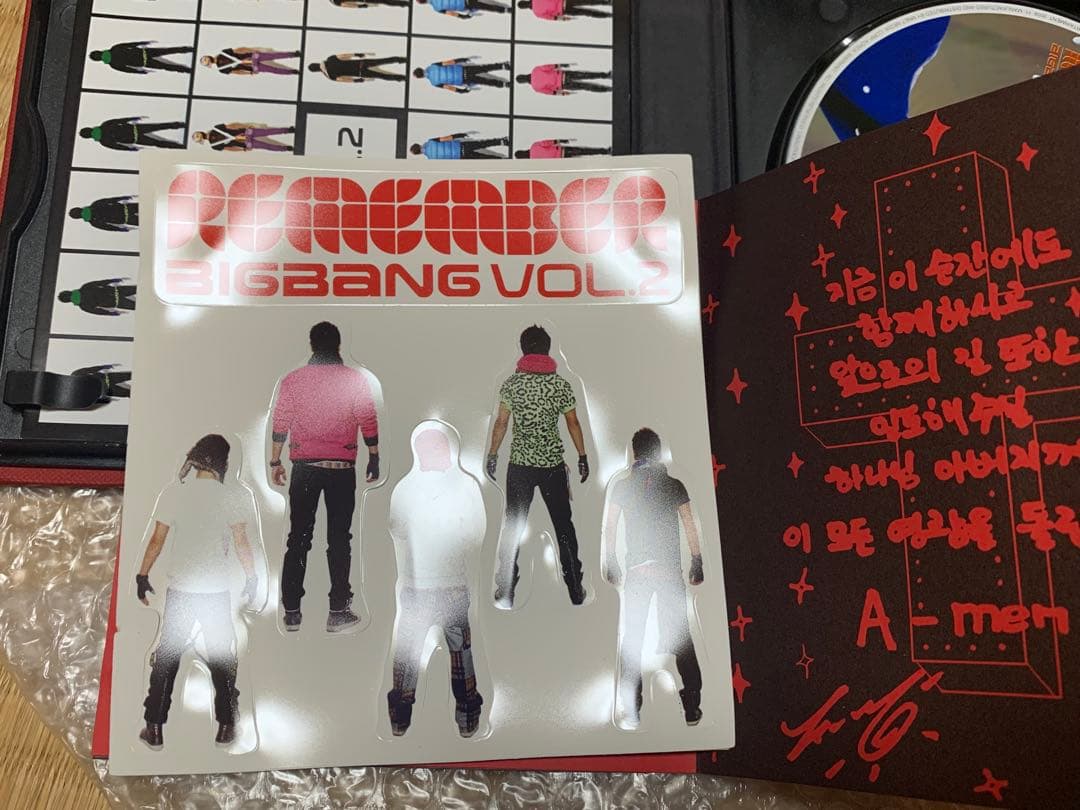 .2
REMEMBER
BIGBANG VOL.2
지금 이 순간에도
함께하시고
앞으로의 길 또한
인도해주실
하나님 아버지께
이 모든 영광을 돌
A - men